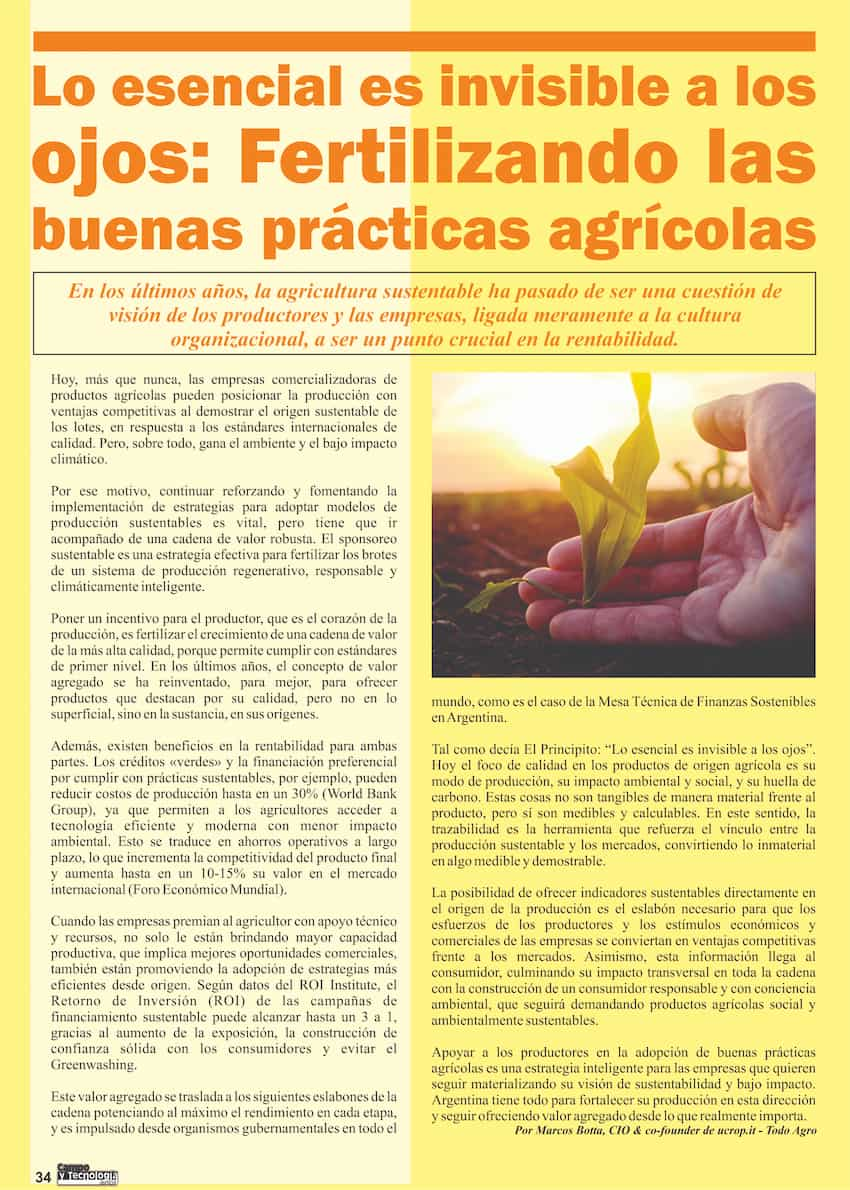 Lo esencial es invisible a los
ojos: Fertilizando las
buenas prácticas agrícolas
En los últimos años, la agricultura sustentable ha pasado de ser una cuestión de
visión de los productores y las empresas, ligada meramente a la cultura
organizacional, a ser un punto crucial en la rentabilidad.
Hoy, más que nunca, las empresas comercializadoras de
productos agrícolas pueden posicionar la producción con
ventajas competitivas al demostrar el origen sustentable de
los lotes, en respuesta a los estándares internacionales de
calidad. Pero, sobre todo, gana el ambiente y el bajo impacto
climático.
Por ese motivo, continuar reforzando y fomentando la
implementación de estrategias para adoptar modelos de
producción sustentables es vital, pero tiene que ir
acompañado de una cadena de valor robusta. El sponsoreo
sustentable es una estrategia efectiva para fertilizar los brotes
de un sistema de producción regenerativo, responsable y
climáticamente inteligente.
Poner un incentivo para el productor, que es el corazón de la
producción, es fertilizar el crecimiento de una cadena de valor
de la más alta calidad, porque permite cumplir con estándares
de primer nivel. En los últimos años, el concepto de valor
agregado se ha reinventado, para mejor, para ofrecer
productos que destacan por su calidad, pero no en lo
superficial, sino en la sustancia, en sus orígenes.
Además, existen beneficios en la rentabilidad para ambas
partes. Los créditos «verdes» y la financiación preferencial
por cumplir con prácticas sustentables, por ejemplo, pueden
reducir costos de producción hasta en un 30% (World Bank
Group), ya que permiten a los agricultores acceder a
tecnología eficiente y moderna con menor impacto
ambiental. Esto se traduce en ahorros operativos a largo
plazo, lo que incrementa la competitividad del producto final
y aumenta hasta en un 10-15% su valor en el mercado
internacional (Foro Económico Mundial).
Cuando las empresas premian al agricultor con apoyo técnico
y recursos, no solo le están brindando mayor capacidad
productiva, que implica mejores oportunidades comerciales,
también están promoviendo la adopción de estrategias más
eficientes desde origen. Según datos del ROI Institute, el
Retorno de Inversión (ROI) de las campañas de
financiamiento sustentable puede alcanzar hasta un 3 a 1,
gracias al aumento de la exposición, la construcción de
confianza sólida con los consumidores y evitar el
Greenwashing.
Este valor agregado se traslada a los siguientes eslabones de la
cadena potenciando al máximo el rendimiento en cada etapa,
y es impulsado desde organismos gubernamentales en todo el
mundo, como es el caso de la Mesa Técnica de Finanzas Sostenibles
en Argentina.
Tal como decía El Principito: “Lo esencial es invisible a los ojos”.
Hoy el foco de calidad en los productos de origen agrícola es su
modo de producción, su impacto ambiental y social, y su huella de
carbono. Estas cosas no son tangibles de manera material frente al
producto, pero sí son medibles y calculables. En este sentido, la
trazabilidad es la herramienta que refuerza el vínculo entre la
producción sustentable y los mercados, convirtiendo lo inmaterial
en algo medible y demostrable.
La posibilidad de ofrecer indicadores sustentables directamente en
el origen de la producción es el eslabón necesario para que los
esfuerzos de los productores y los estímulos económicos y
comerciales de las empresas se conviertan en ventajas competitivas
frente a los mercados. Asimismo, esta información llega al
consumidor, culminando su impacto transversal en toda la cadena
con la construcción de un consumidor responsable y con conciencia
ambiental, que seguirá demandando productos agrícolas social y
ambientalmente sustentables.
Apoyar a los productores en la adopción de buenas prácticas
agrícolas es una estrategia inteligente para las empresas que quieren
seguir materializando su visión de sustentabilidad y bajo impacto.
Argentina tiene todo para fortalecer su producción en esta dirección
y seguir ofreciendo valor agregado desde lo que realmente importa.
Por Marcos Botta, CIO & co-founder de ucrop.it - Todo Agro
34
Campo
y Tecnología